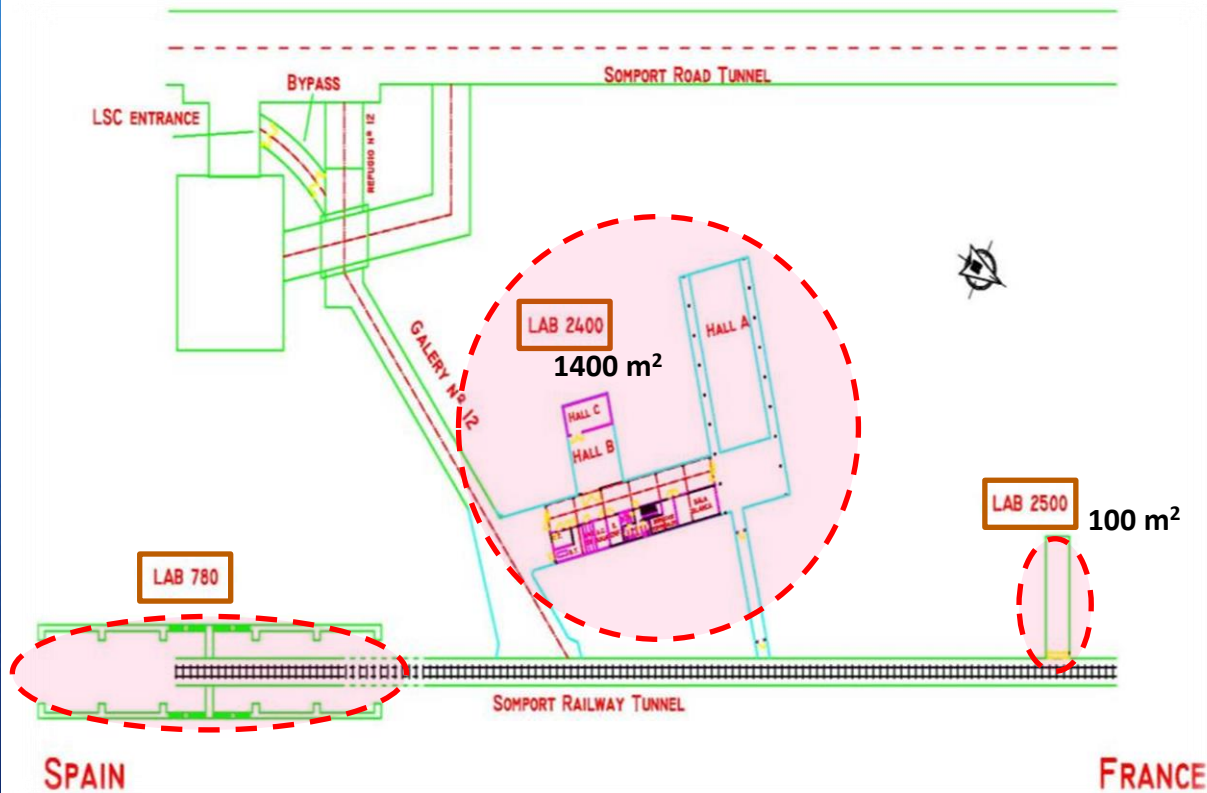 SOMPORT ROAD TUNNEL
BYPASS
LSC ENTRANCE
REFUGIO Nº 12
LAB 2400
1400 m²
HALL A
GALERY Nº 12
HALL C
HALL B
SALA
BLANCA
LAB 2500
100 m²
LAB 780
SOMPORT RAILWAY TUNNEL
SPAIN
FRANCE